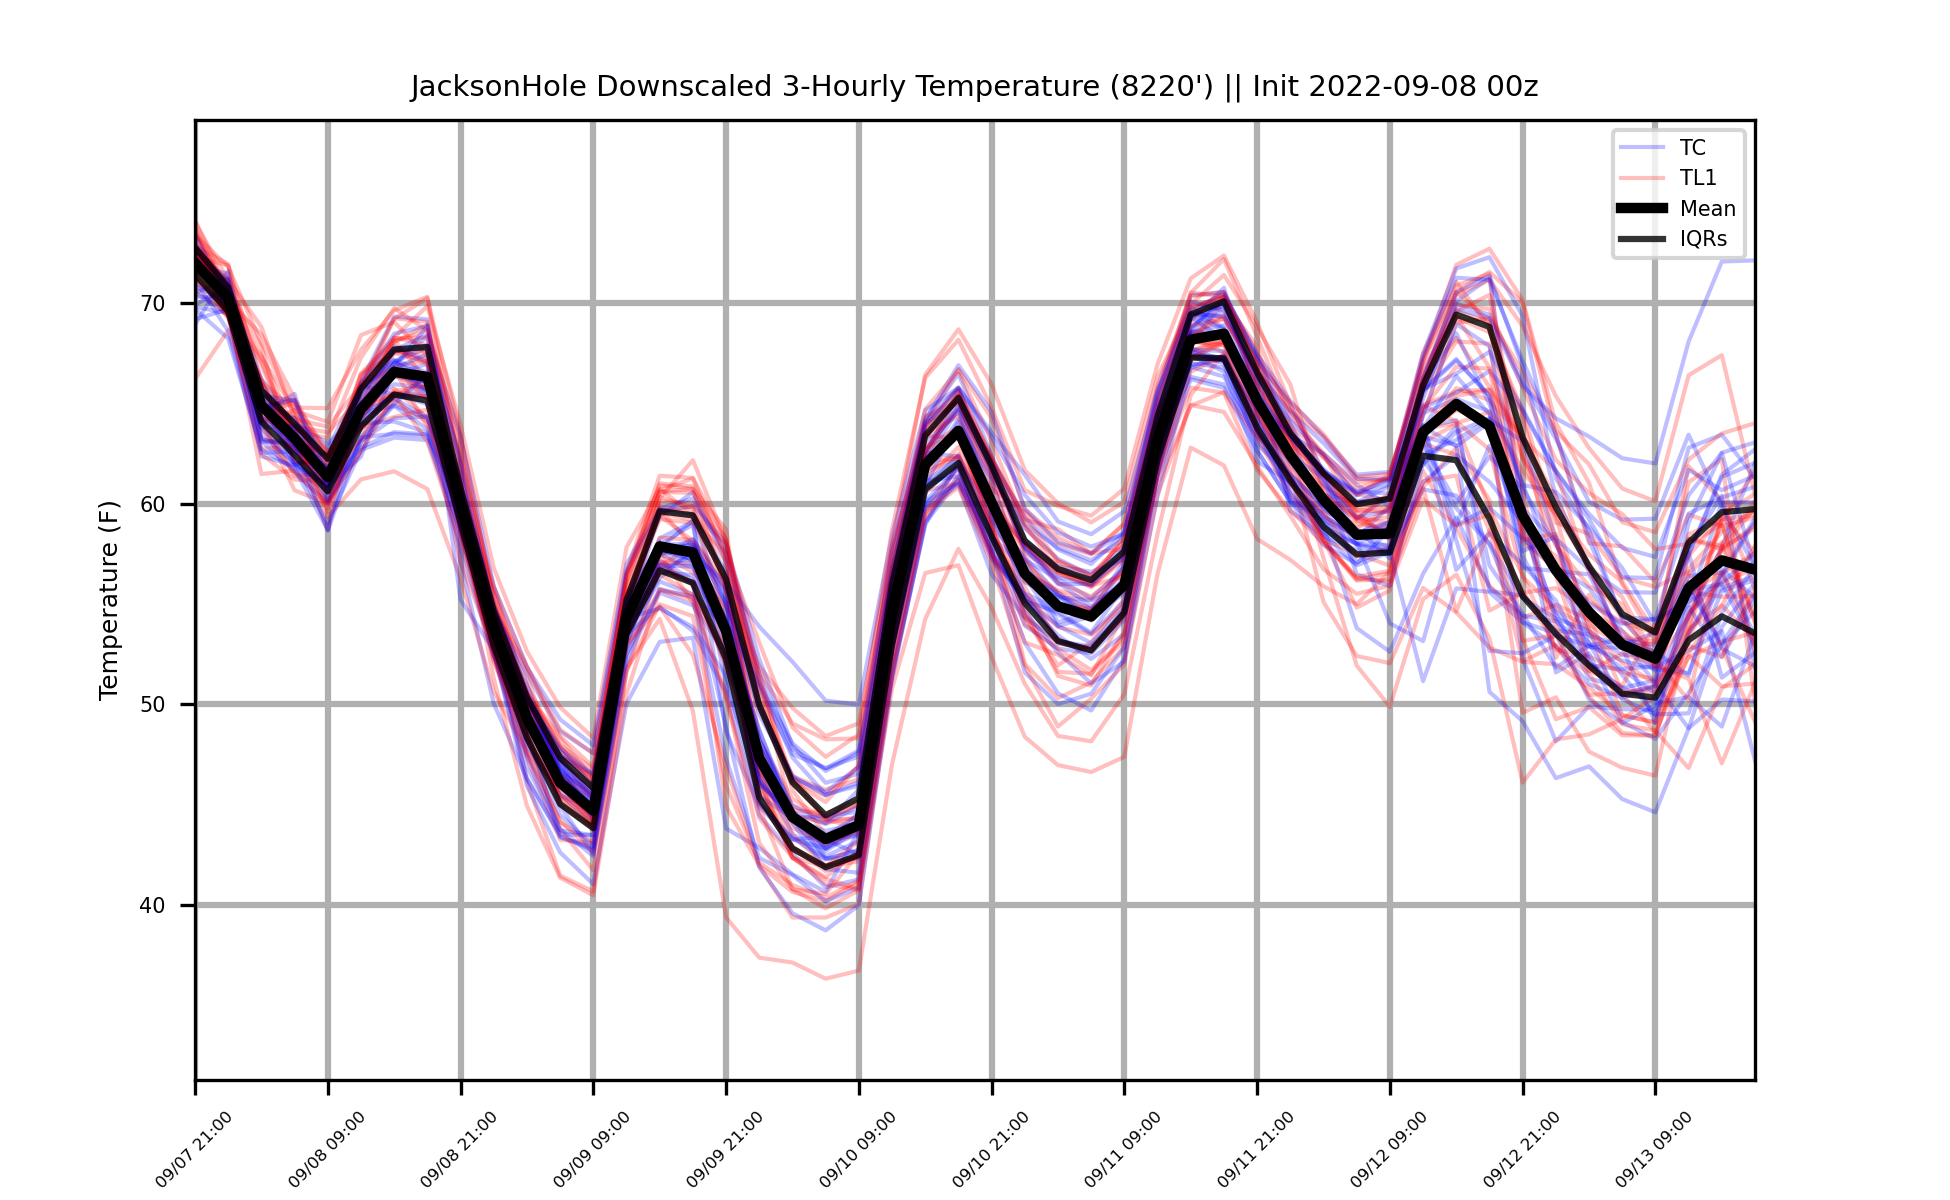 JacksonHole Downscaled 3-Hourly Temperature (8220') || Init 2022-09-08 00z
TC
TL1
Mean
IQRs
Temperature (F)
70
60
50
40
09/07 21:00
09/08 09:00
09/08 21:00
09/09 09:00
09/09 21:00
09/10 09:00
09/10 21:00
09/11 09:00
09/11 21:00
09/12 09:00
09/12 21:00
09/13 09:00